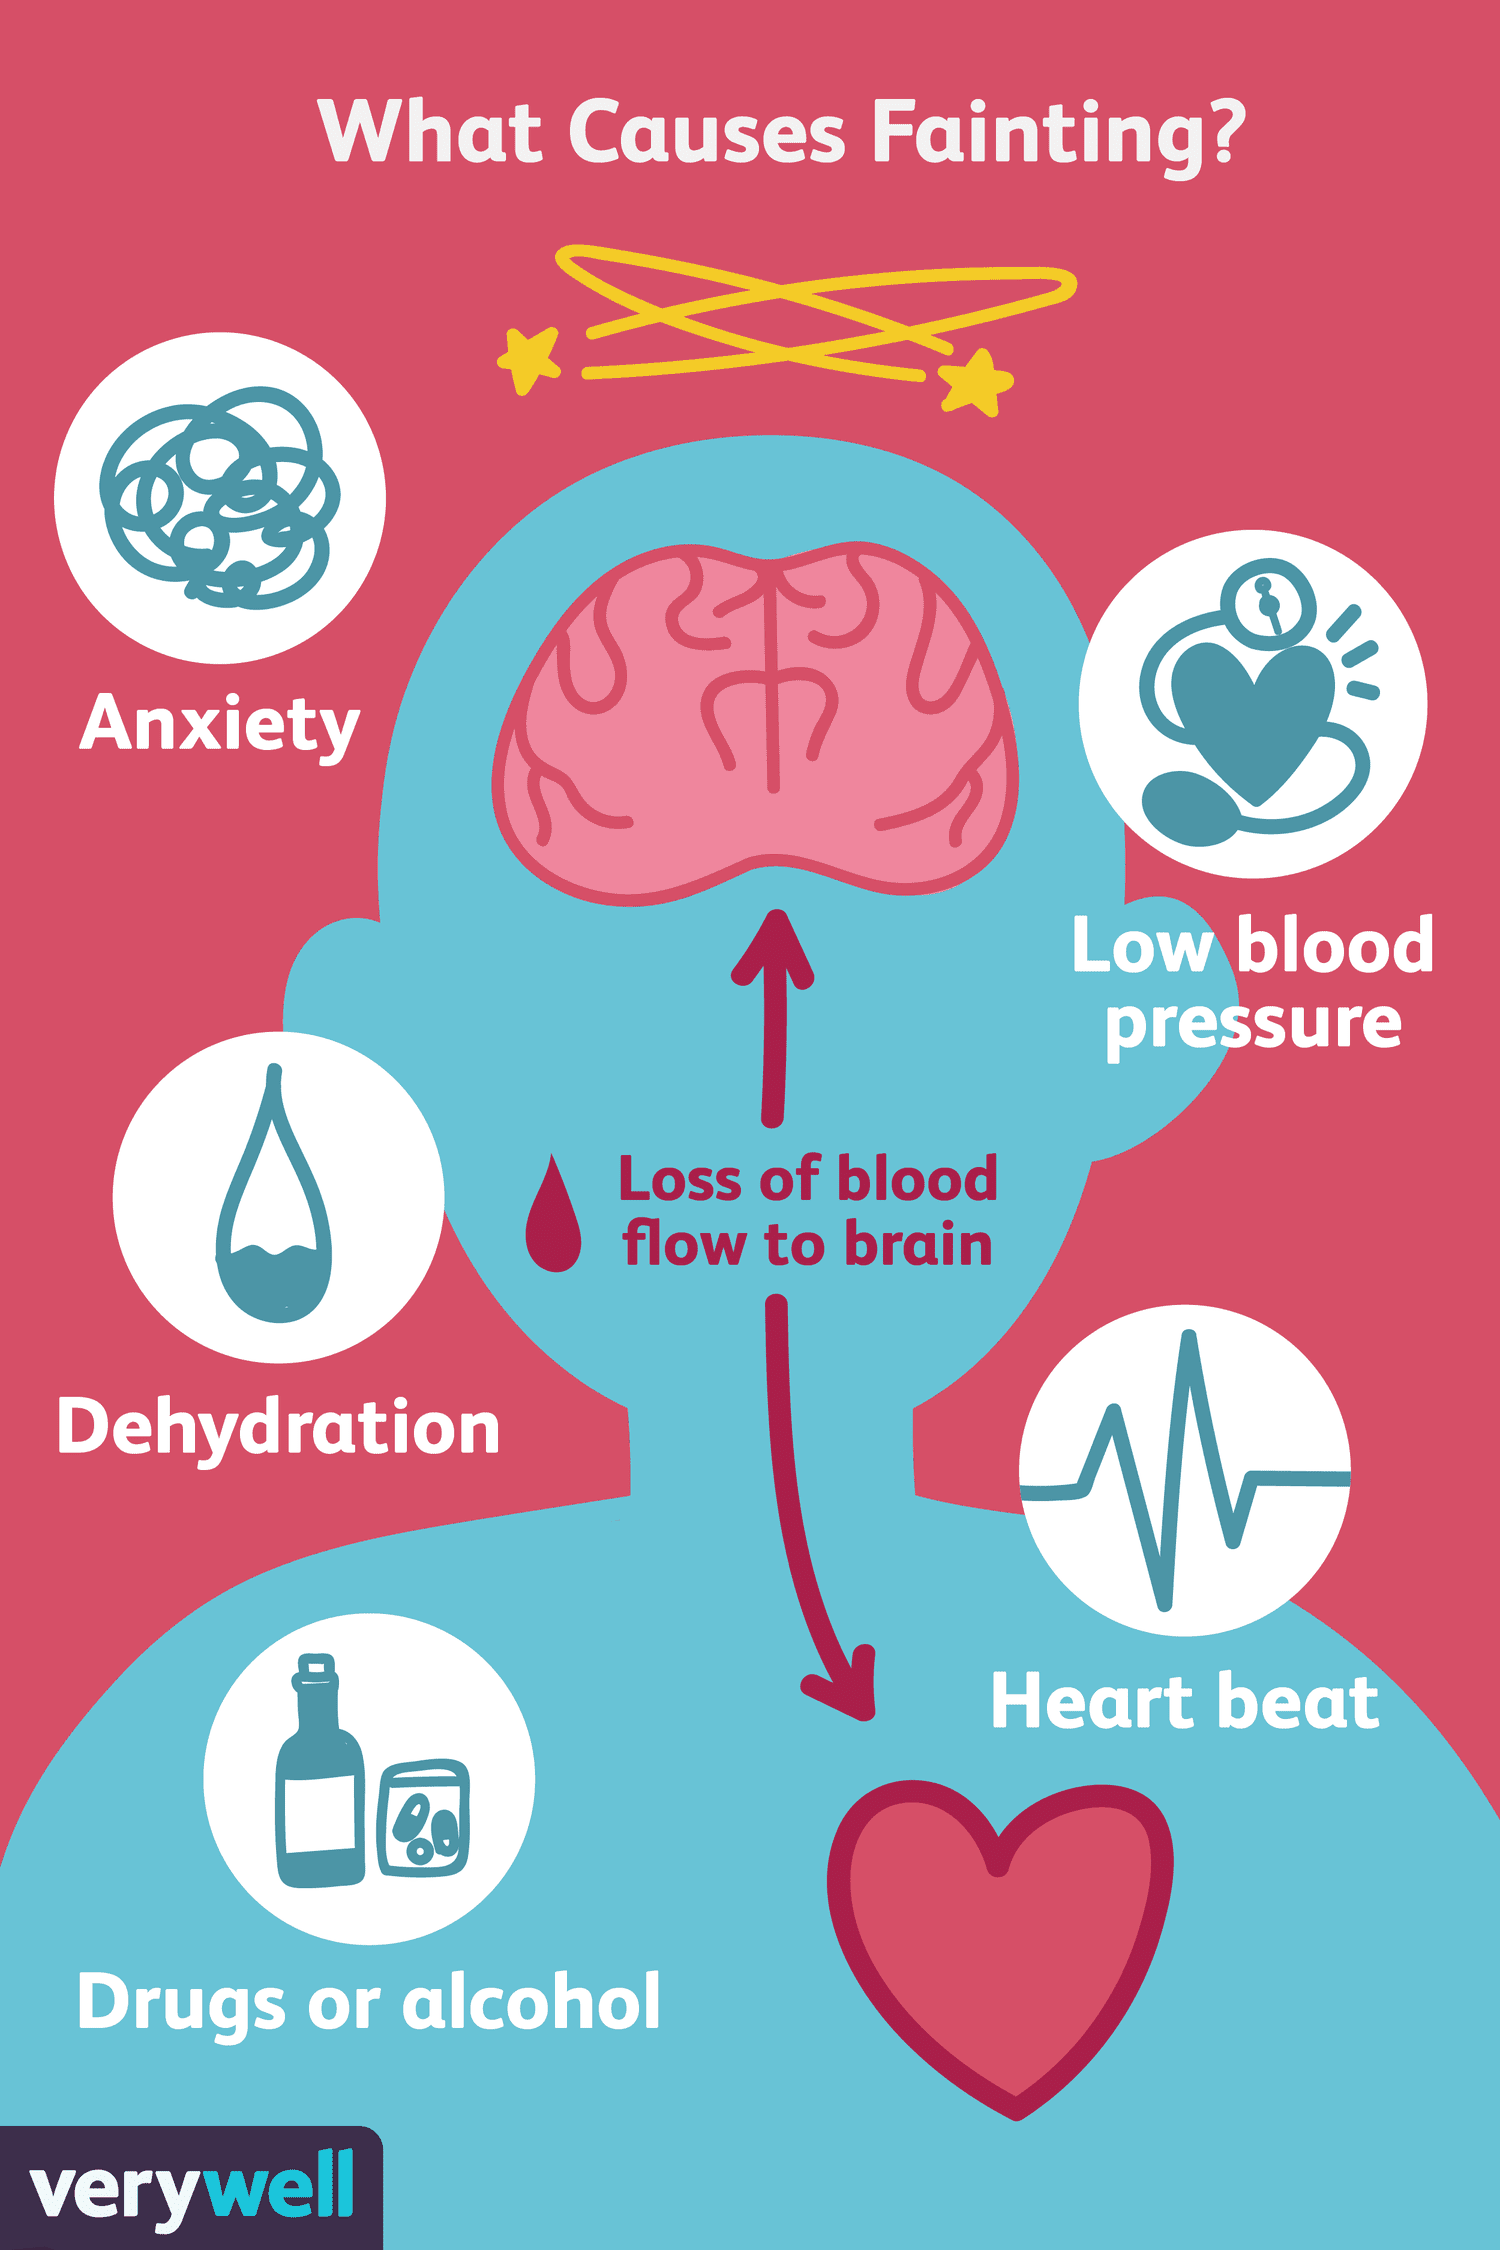 What Causes Fainting?
Anxiety
Low blood
pressure
Loss of blood
flow to brain
Dehydration
Heart beat
Drugs or alcohol
verywell